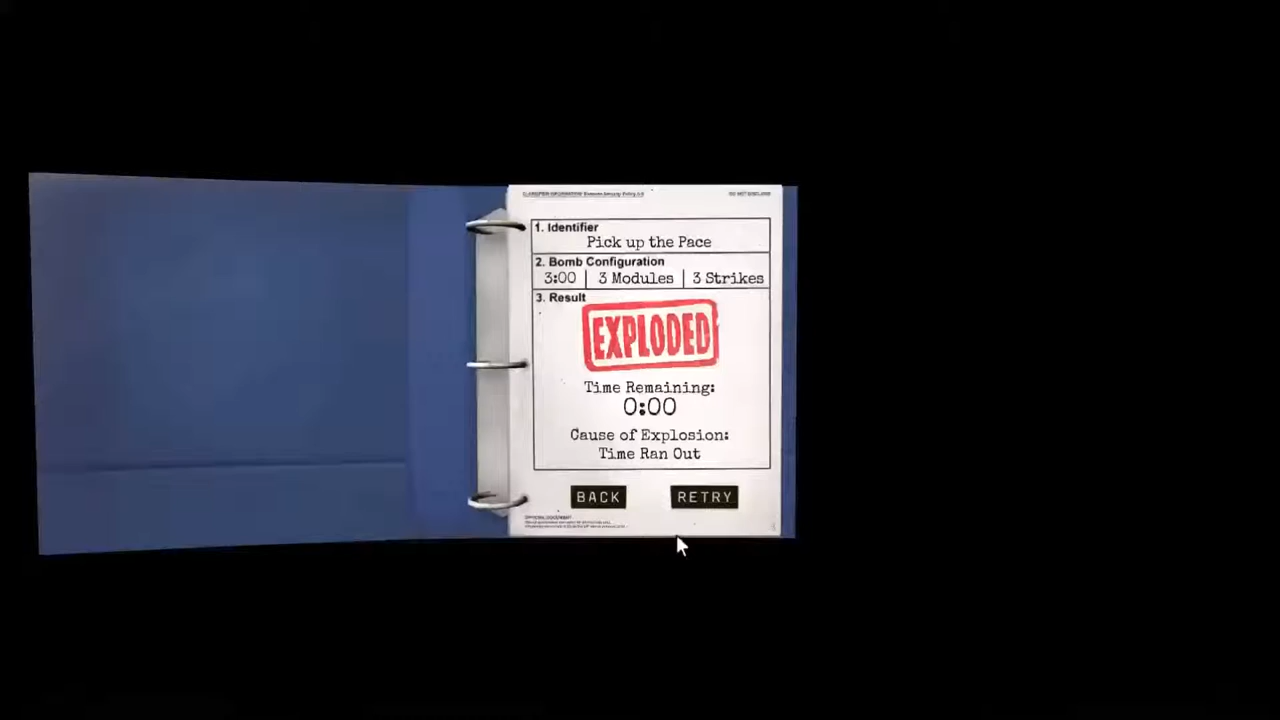 1. Identifier
Pick up the Pace
2. Bomb Configuration
3:00 | 3 Modules | 3 Strikes
3. Result
EXPLODED
Time Remaining:
0:00
Cause of Explosion:
Time Ran Out
BACK
RETRY